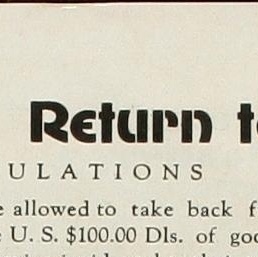 Return t
ULATIONS
e allowed to take back f
e U. S. $100.00 Dls. of goo